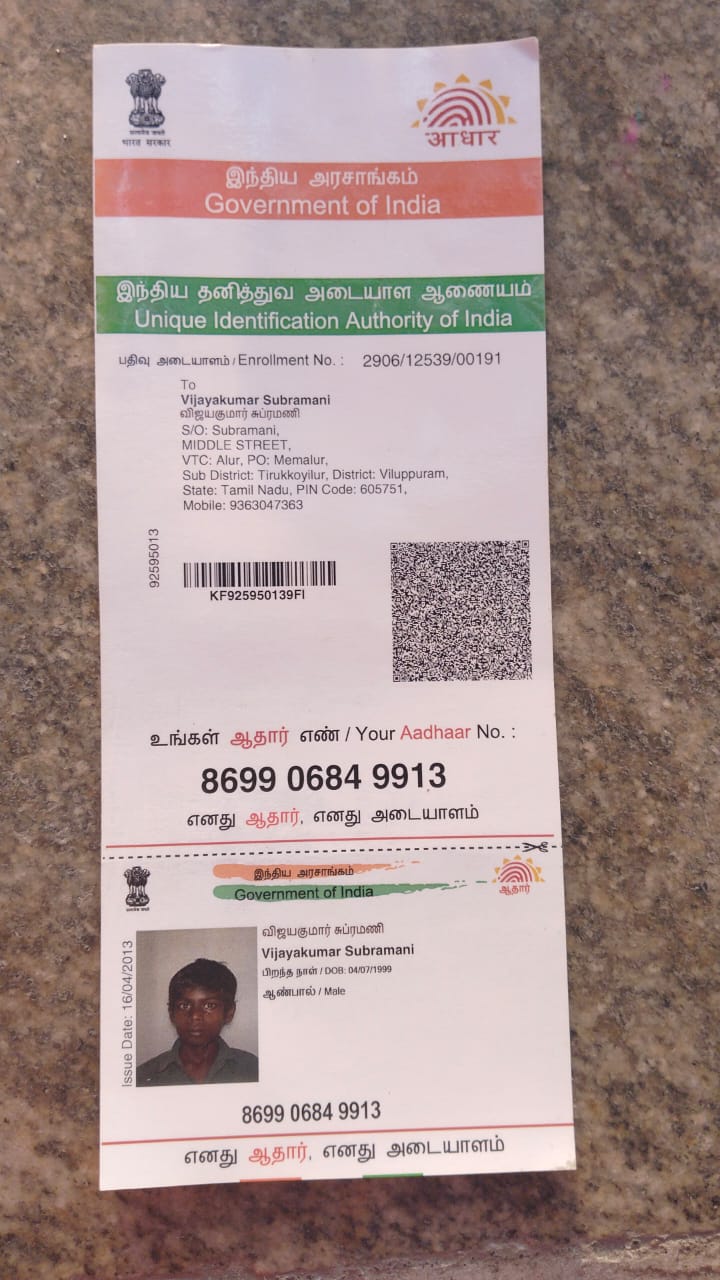 भारत सरकार
आधार
இந்திய அரசாங்கம்
Government of India
இந்திய தனித்துவ அடையாள ஆணையம்
Unique Identification Authority of India
பதிவு அடையாளம் / Enrollment No. : 2906/12539/00191
To
Vijayakumar Subramani
விஜயகுமார் சுப்ரமணி
S/O: Subramani,
MIDDLE STREET,
VTC: Alur, PO: Memalur,
Sub District: Tirukkoyilur, District: Viluppuram,
State: Tamil Nadu, PIN Code: 605751,
Mobile: 9363047363
92595013
KF925950139FI
உங்கள் ஆதார் எண் / Your Aadhaar No. :
8699 0684 9913
எனது ஆதார், எனது அடையாளம்
இந்திய அரசாங்கம்
Government of India
ஆதார்
Issue Date: 16/04/2013
விஜயகுமார் சுப்ரமணி
Vijayakumar Subramani
பிறந்த நாள் / DOB: 04/07/1999
ஆண்பால் / Male
8699 0684 9913
எனது ஆதார், எனது அடையாளம்